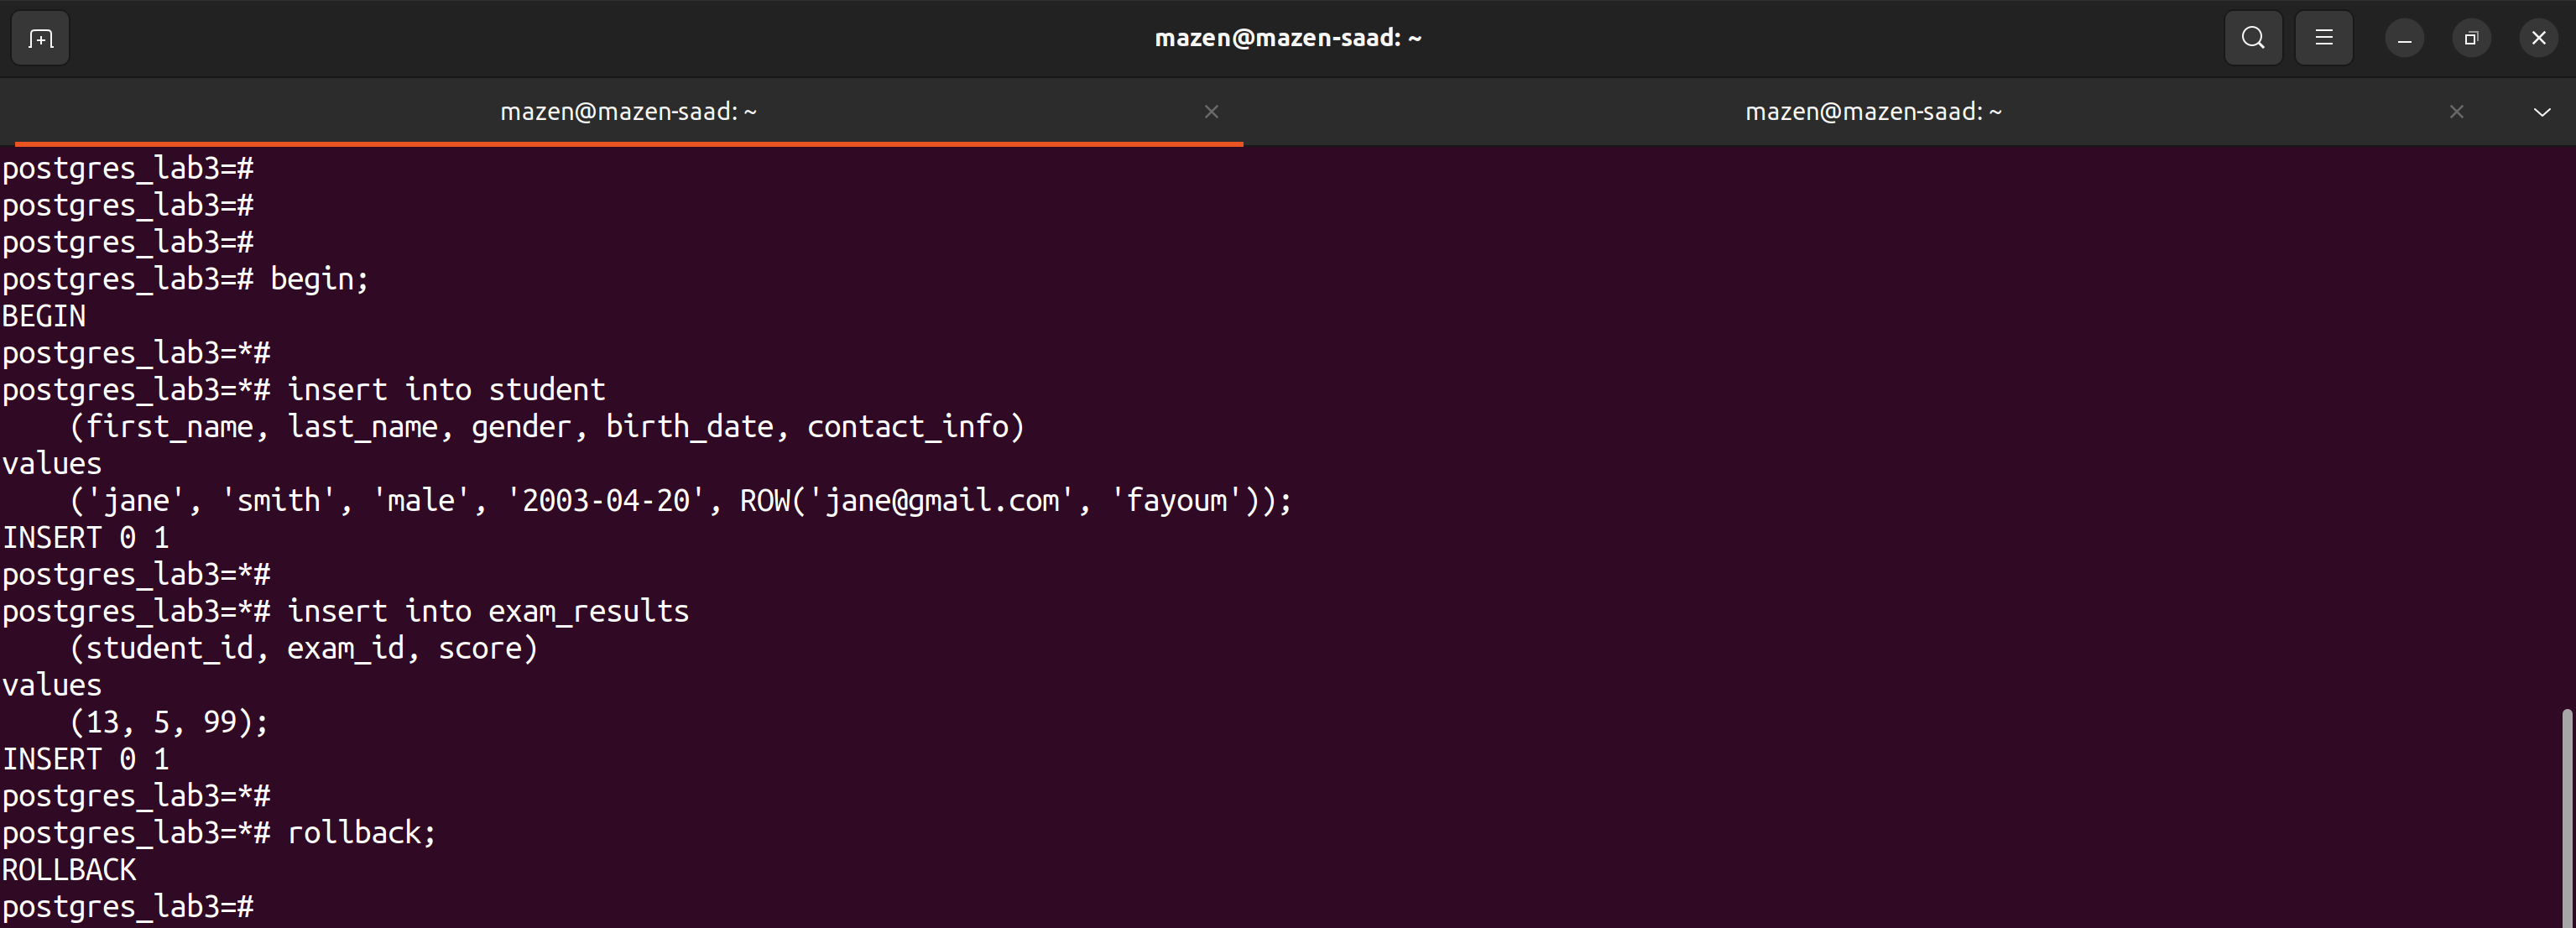 mazen@mazen-saad: ~
mazen@mazen-saad: ~
mazen@mazen-saad: ~
postgres_lab3=#
postgres_lab3=#
postgres_lab3=#
postgres_lab3=# begin;
BEGIN
postgres_lab3=*#
postgres_lab3=*# insert into student
    (first_name, last_name, gender, birth_date, contact_info)
values
    ('jane', 'smith', 'male', '2003-04-20', ROW('jane@gmail.com', 'fayoum'));
INSERT 0 1
postgres_lab3=*#
postgres_lab3=*# insert into exam_results
    (student_id, exam_id, score)
values
    (13, 5, 99);
INSERT 0 1
postgres_lab3=*#
postgres_lab3=*# rollback;
ROLLBACK
postgres_lab3=#